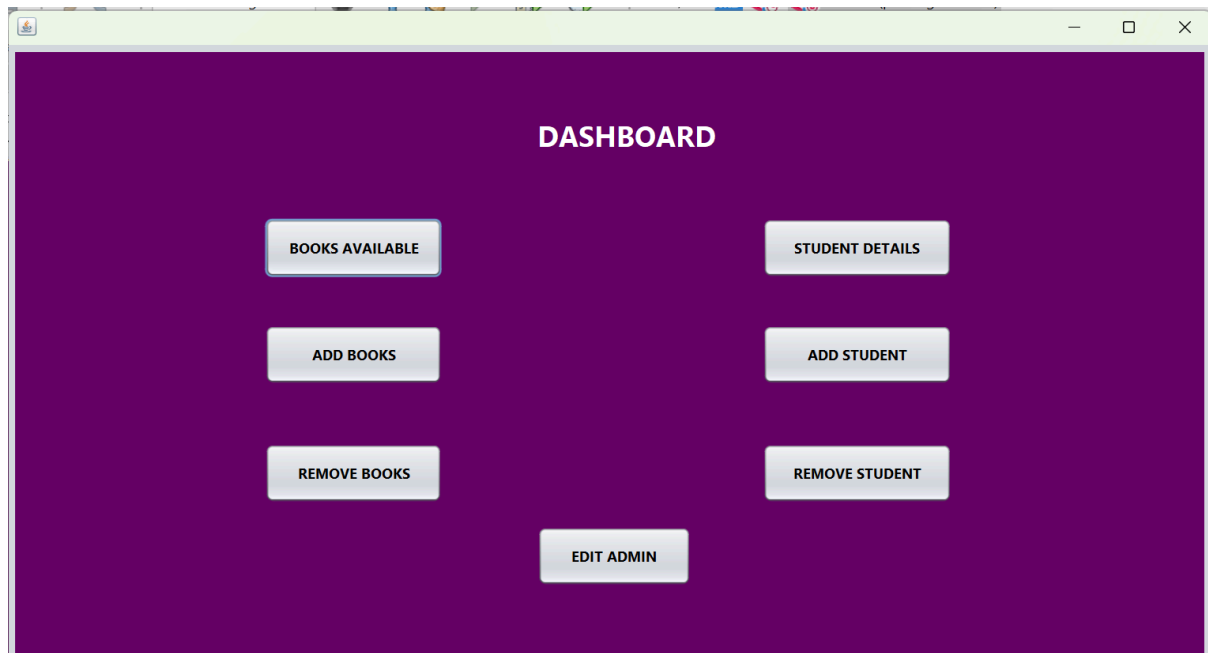 DASHBOARD
BOOKS AVAILABLE
STUDENT DETAILS
ADD BOOKS
ADD STUDENT
REMOVE BOOKS
REMOVE STUDENT
EDIT ADMIN